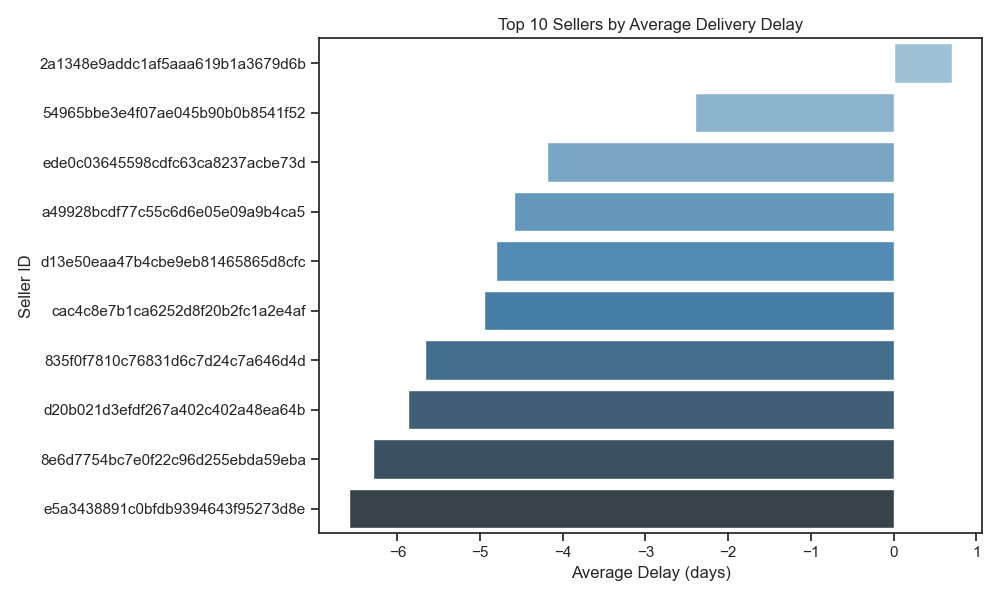 Top 10 Sellers by Average Delivery Delay
Seller ID
2a1348e9addc1af5aaa619b1a3679d6b
54965bbe3e4f07ae045b90b0b8541f52
ede0c03645598cdfc63ca8237acbe73d
a49928bcdf77c55c6d6e05e09a9b4ca5
d13e50eaa47b4cbe9eb81465865d8cfc
cac4c8e7b1ca6252d8f20b2fc1a2e4af
835f0f7810c76831d6c7d24c7a646d4d
d20b021d3efdf267a402c402a48ea64b
8e6d7754bc7e0f22c96d255ebda59eba
e5a3438891c0bfdb9394643f95273d8e
−6 −5 −4 −3 −2 −1 0 1
Average Delay (days)